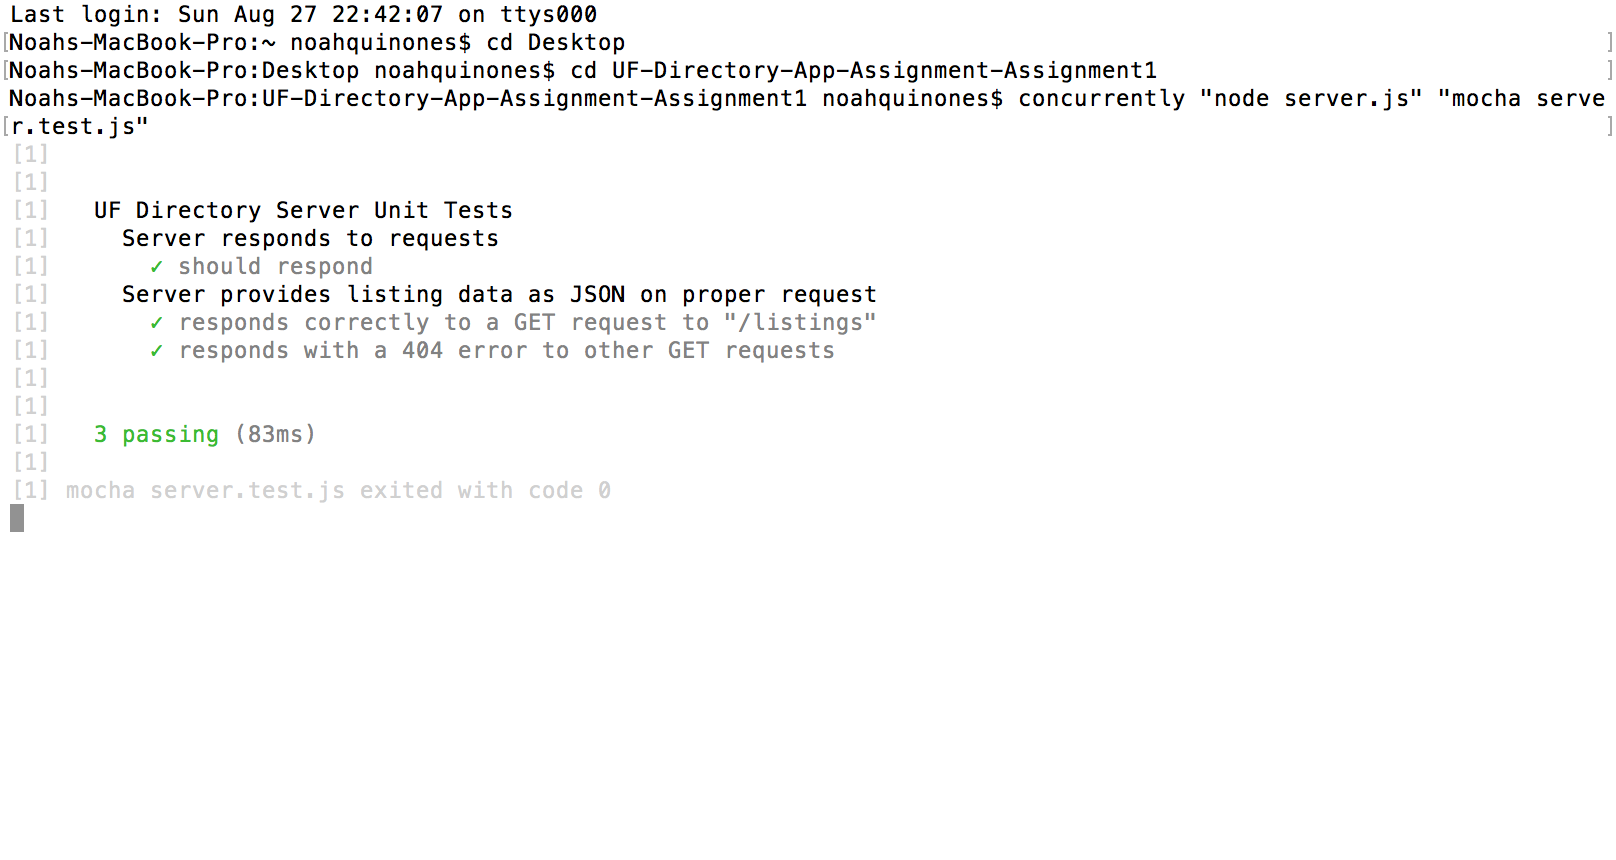 Last login: Sun Aug 27 22:42:07 on ttys000
[Noahs-MacBook-Pro:~ noahquinones$ cd Desktop ]
[Noahs-MacBook-Pro:Desktop noahquinones$ cd UF-Directory-App-Assignment-Assignment1 ]
Noahs-MacBook-Pro:UF-Directory-App-Assignment-Assignment1 noahquinones$ concurrently "node server.js" "mocha serve
[r.test.js" ]
[1]
[1]
[1] UF Directory Server Unit Tests
[1] Server responds to requests
[1] ✓ should respond
[1] Server provides listing data as JSON on proper request
[1] ✓ responds correctly to a GET request to "/listings"
[1] ✓ responds with a 404 error to other GET requests
[1]
[1]
[1] 3 passing (83ms)
[1]
[1] mocha server.test.js exited with code 0